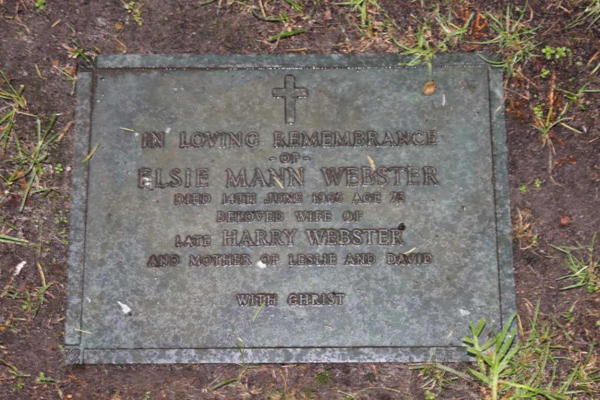 IN LOVING REMEMBRANCE
- OF -
ELSIE MANN WEBSTER
DIED 14TH JUNE AGE
BELOVED WIFE OF
LATE HARRY WEBSTER
AND MOTHER OF LESLIE AND DAVID
WITH CHRIST